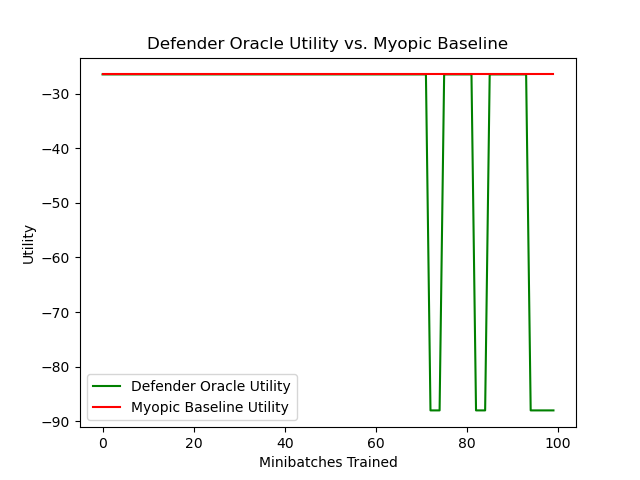 Defender Oracle Utility vs. Myopic Baseline
Utility
−30
−40
−50
−60
−70
−80
−90
Defender Oracle Utility
Myopic Baseline Utility
0 20 40 60 80 100
Minibatches Trained